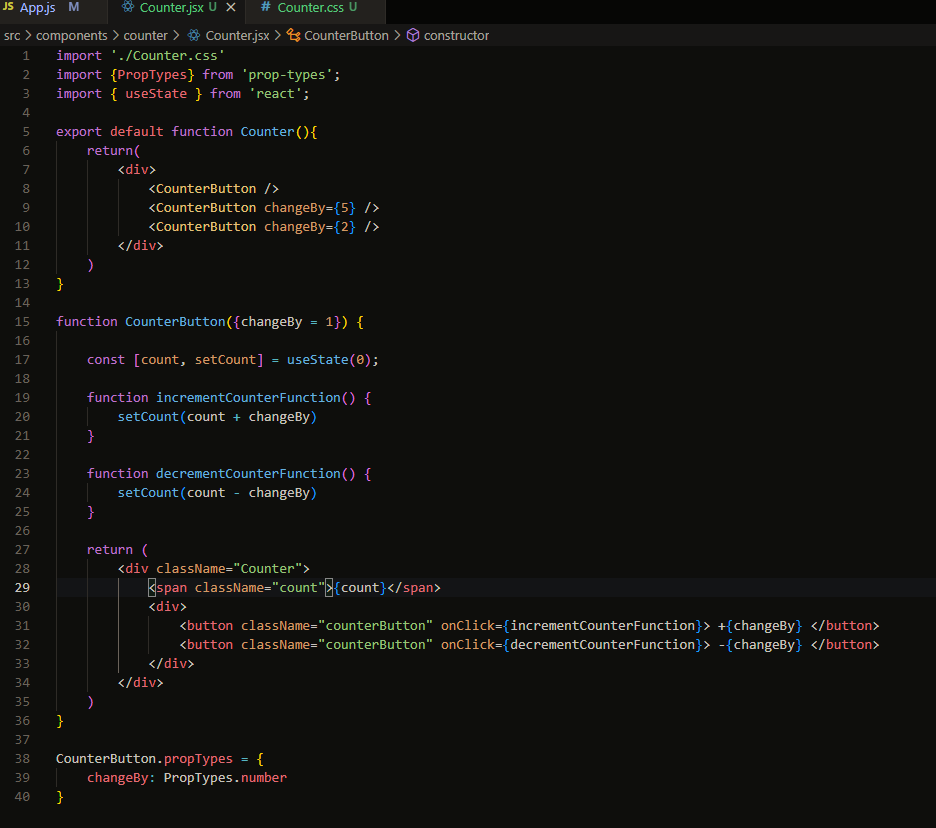 JS App.js M Counter.jsx U × # Counter.css U
src > components > counter > Counter.jsx > CounterButton > constructor
1 import './Counter.css'
2 import {PropTypes} from 'prop-types';
3 import { useState } from 'react';
4
5 export default function Counter(){
6 return(
7 <div>
8 <CounterButton />
9 <CounterButton changeBy={5} />
10 <CounterButton changeBy={2} />
11 </div>
12 )
13 }
14
15 function CounterButton({changeBy = 1}) {
16
17 const [count, setCount] = useState(0);
18
19 function incrementCounterFunction() {
20 setCount(count + changeBy)
21 }
22
23 function decrementCounterFunction() {
24 setCount(count - changeBy)
25 }
26
27 return (
28 <div className="Counter">
29 <span className="count">{count}</span>
30 <div>
31 <button className="counterButton" onClick={incrementCounterFunction}> +{changeBy} </button>
32 <button className="counterButton" onClick={decrementCounterFunction}> -{changeBy} </button>
33 </div>
34 </div>
35 )
36 }
37
38 CounterButton.propTypes = {
39 changeBy: PropTypes.number
40 }